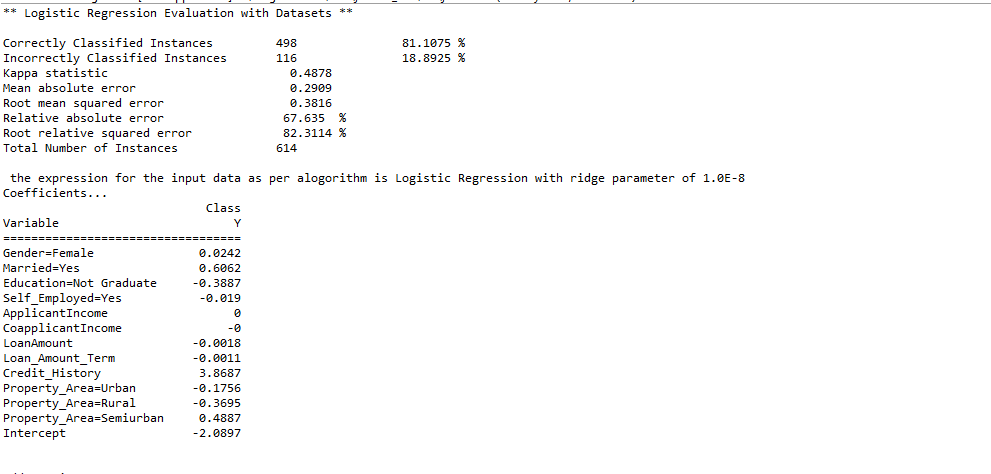 ** Logistic Regression Evaluation with Datasets **
Correctly Classified Instances 498 81.1075 %
Incorrectly Classified Instances 116 18.8925 %
Kappa statistic 0.4878
Mean absolute error 0.2909
Root mean squared error 0.3816
Relative absolute error 67.635 %
Root relative squared error 82.3114 %
Total Number of Instances 614
the expression for the input data as per alogorithm is Logistic Regression with ridge parameter of 1.0E-8
Coefficients...
Class
Variable Y
===================================
Gender=Female 0.0242
Married=Yes 0.6062
Education=Not Graduate -0.3887
Self_Employed=Yes -0.019
ApplicantIncome 0
CoapplicantIncome -0
LoanAmount -0.0018
Loan_Amount_Term -0.0011
Credit_History 3.8687
Property_Area=Urban -0.1756
Property_Area=Rural -0.3695
Property_Area=Semiurban 0.4887
Intercept -2.0897